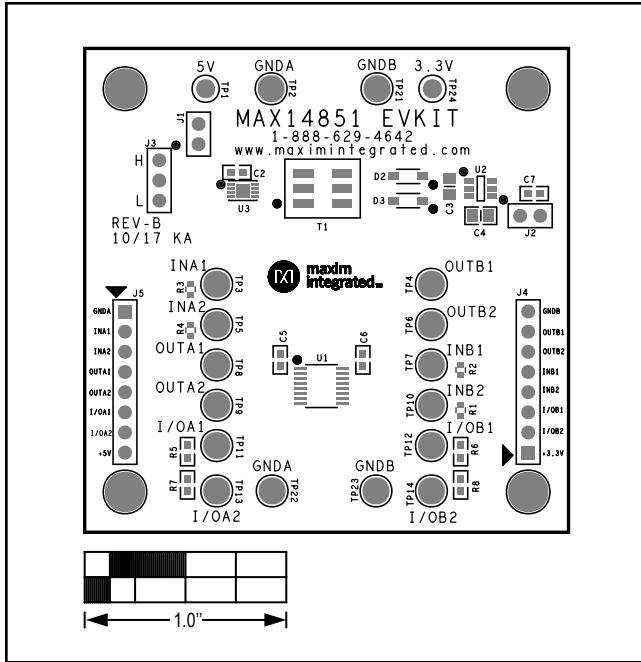 5V GNDA GNDB 3.3V
TP1 TP2 TP21 TP24
MAX14851 EVKIT
1-888-629-4642
www.maximintegrated.com
J1
J3
H
L
C2
U3
T1
D2
D3
C3
U2
C4
C7
J2
REV-B
10/17 KA
maxim
integrated™
INA1
R3
TP3
INA2
R4
TP5
OUTA1
TP8
OUTA2
TP9
I/OA1
R5
TP11
R7
TP13
I/OA2
GNDA
TP22
C5
U1
C6
OUTB1
TP4
OUTB2
TP6
INB1
TP7
R2
INB2
TP10
R1
I/OB1
TP12
R6
GNDB
TP23
TP14
R8
I/OB2
J5
GNDA
INA1
INA2
OUTA1
OUTA2
I/OA1
I/OA2
+5V
J4
GNDB
OUTB1
OUTB2
INB1
INB2
I/OB1
I/OB2
+3.3V
1.0”